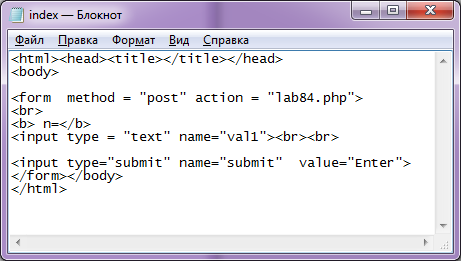 index — Блокнот
Файл Правка Формат Вид Справка
<html><head><title></title></head>
<body>
<form  method = "post" action = "lab84.php">
<br>
<b> n=</b>
<input type = "text" name="val1"><br><br>
<input type="submit" name="submit"  value="Enter">
</form></body>
</html>